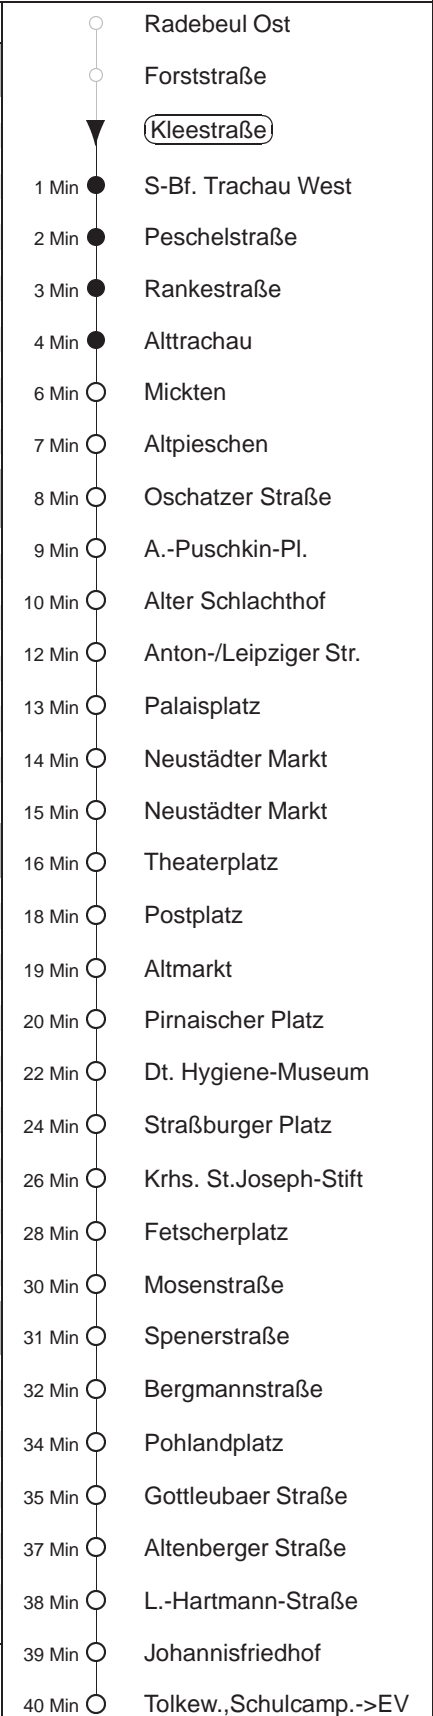 Radebeul Ost
Forststraße
Kleestraße
1 Min S-Bf. Trachau West
2 Min Peschelstraße
3 Min Rankestraße
4 Min Alttrachau
6 Min Mickten
7 Min Altpieschen
8 Min Oschatzer Straße
9 Min A.-Puschkin-Pl.
10 Min Alter Schlachthof
12 Min Anton-/Leipziger Str.
13 Min Palaisplatz
14 Min Neustädter Markt
15 Min Neustädter Markt
16 Min Theaterplatz
18 Min Postplatz
19 Min Altmarkt
20 Min Pirnaischer Platz
22 Min Dt. Hygiene-Museum
24 Min Straßburger Platz
26 Min Krhs. St.Joseph-Stift
28 Min Fetscherplatz
30 Min Mosenstraße
31 Min Spenerstraße
32 Min Bergmannstraße
34 Min Pohlandplatz
35 Min Gottleubaer Straße
37 Min Altenberger Straße
38 Min L.-Hartmann-Straße
39 Min Johannisfriedhof
40 Min Tolkew.,Schulcamp.->EV